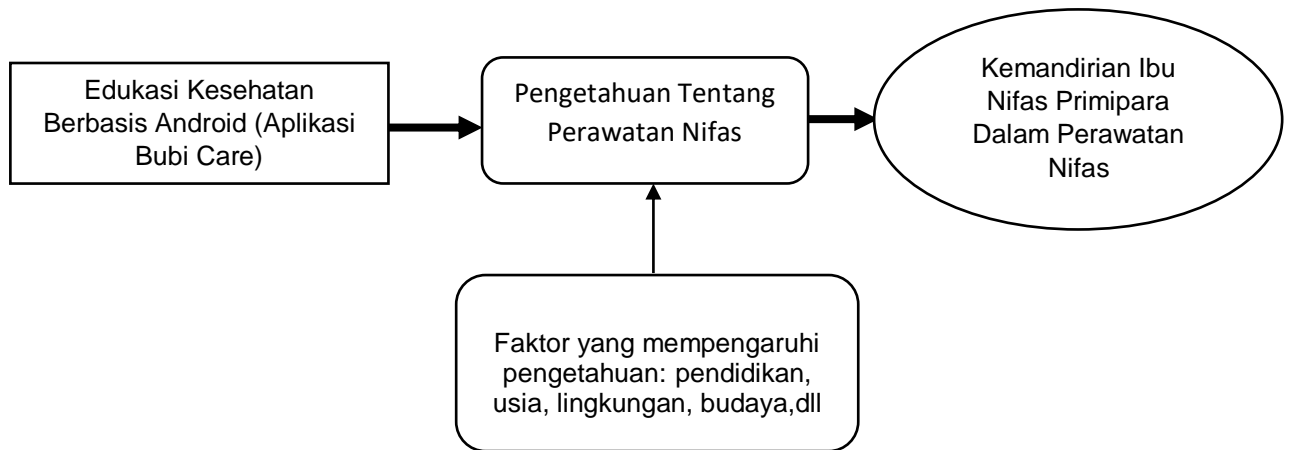 Edukasi Kesehatan
Berbasis Android (Aplikasi
Bubi Care)
Pengetahuan Tentang
Perawatan Nifas
Kemandirian Ibu
Nifas Primipara
Dalam Perawatan
Nifas
Faktor yang mempengaruhi
pengetahuan: pendidikan,
usia, lingkungan, budaya,dll